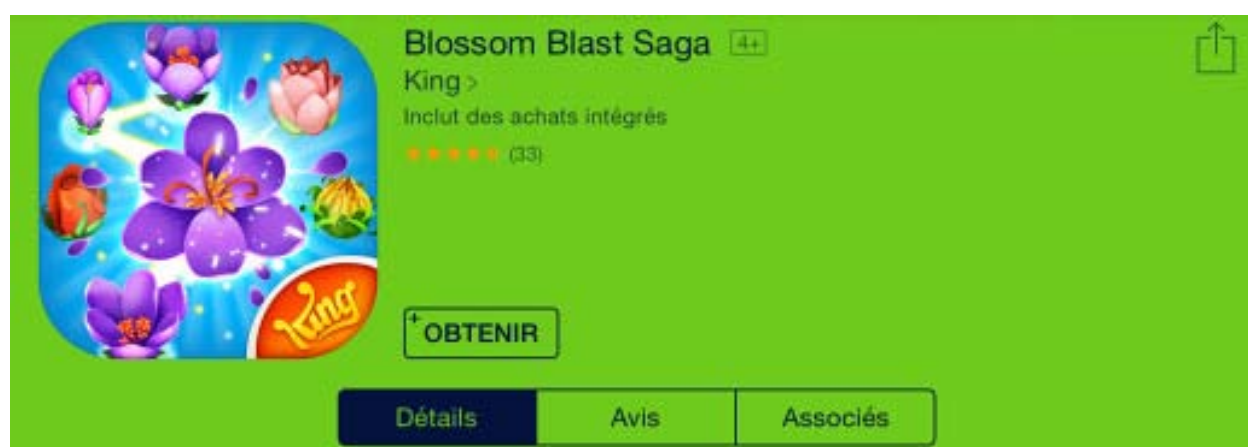 Blossom Blast Saga 4+
King >
Inclut des achats intégrés
★★★★★ (33)
King
+OBTENIR
Détails Avis Associés